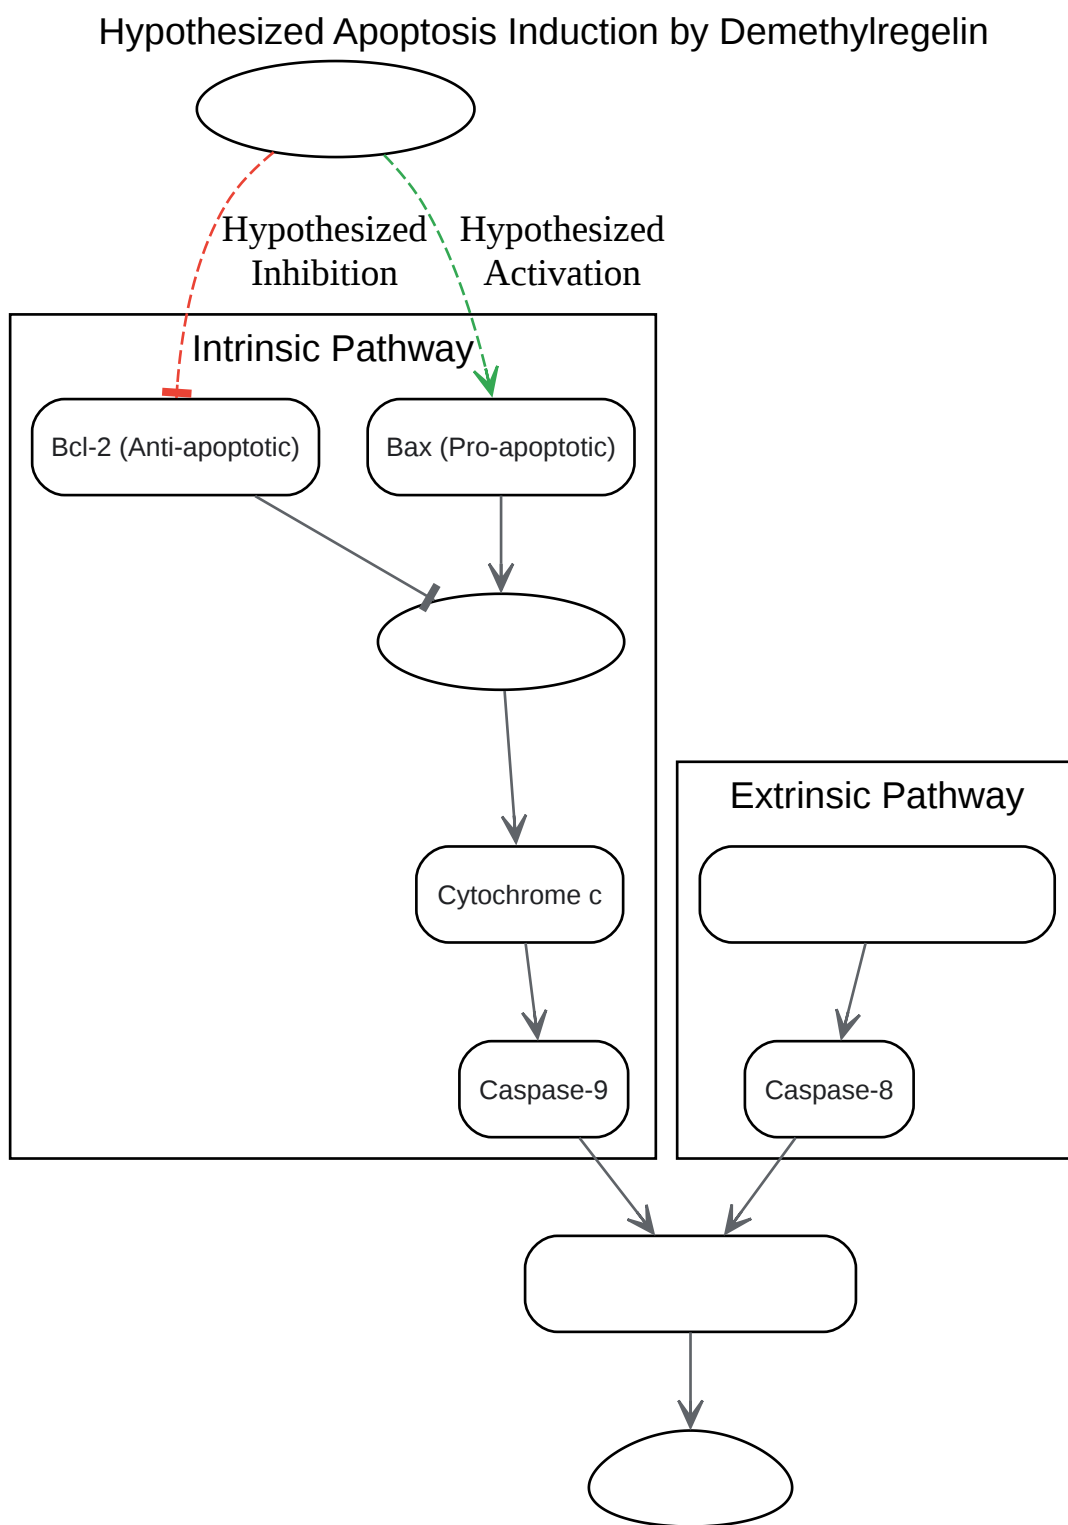 Hypothesized Apoptosis Induction by Demethylregelin
Hypothesized Hypothesized
Inhibition Activation
Intrinsic Pathway
Bcl-2 (Anti-apoptotic)
Bax (Pro-apoptotic)
Extrinsic Pathway
Cytochrome c
Caspase-9
Caspase-8